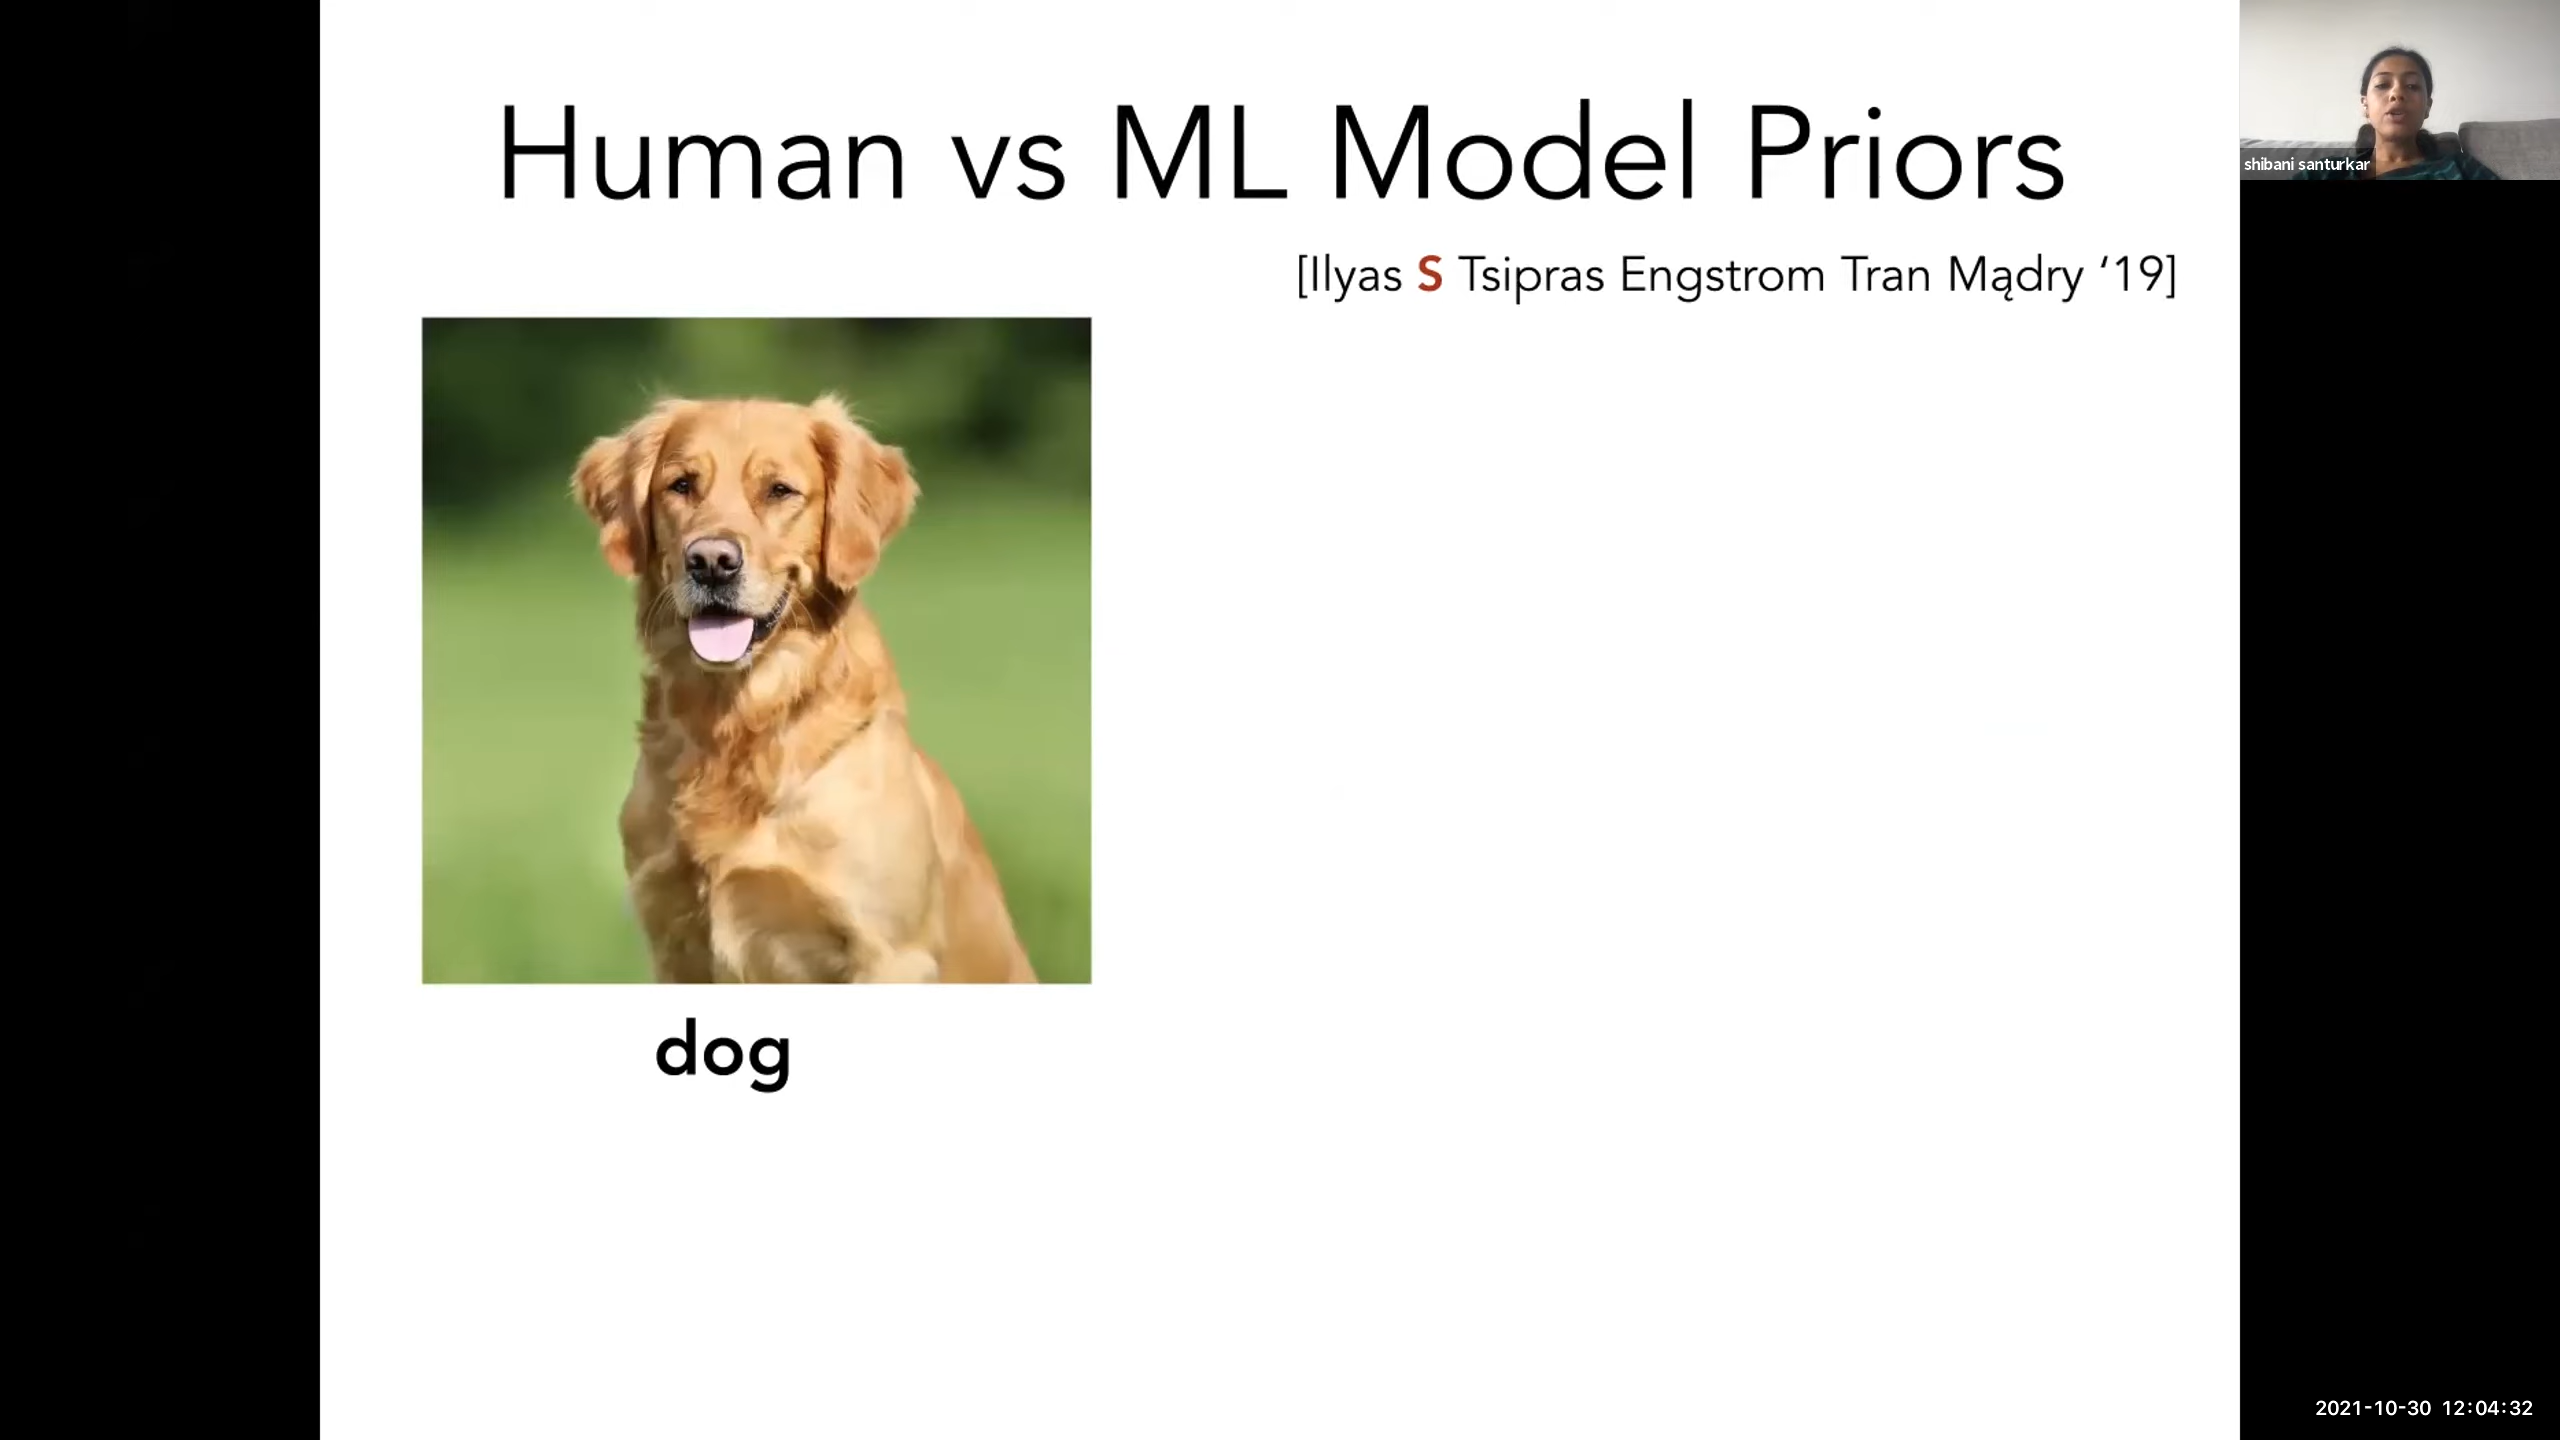 Human vs ML Model Priors
shibani santurkar
[Ilyas S Tsipras Engstrom Tran Mądry ‘19]
dog
2021-10-30 12:04:32